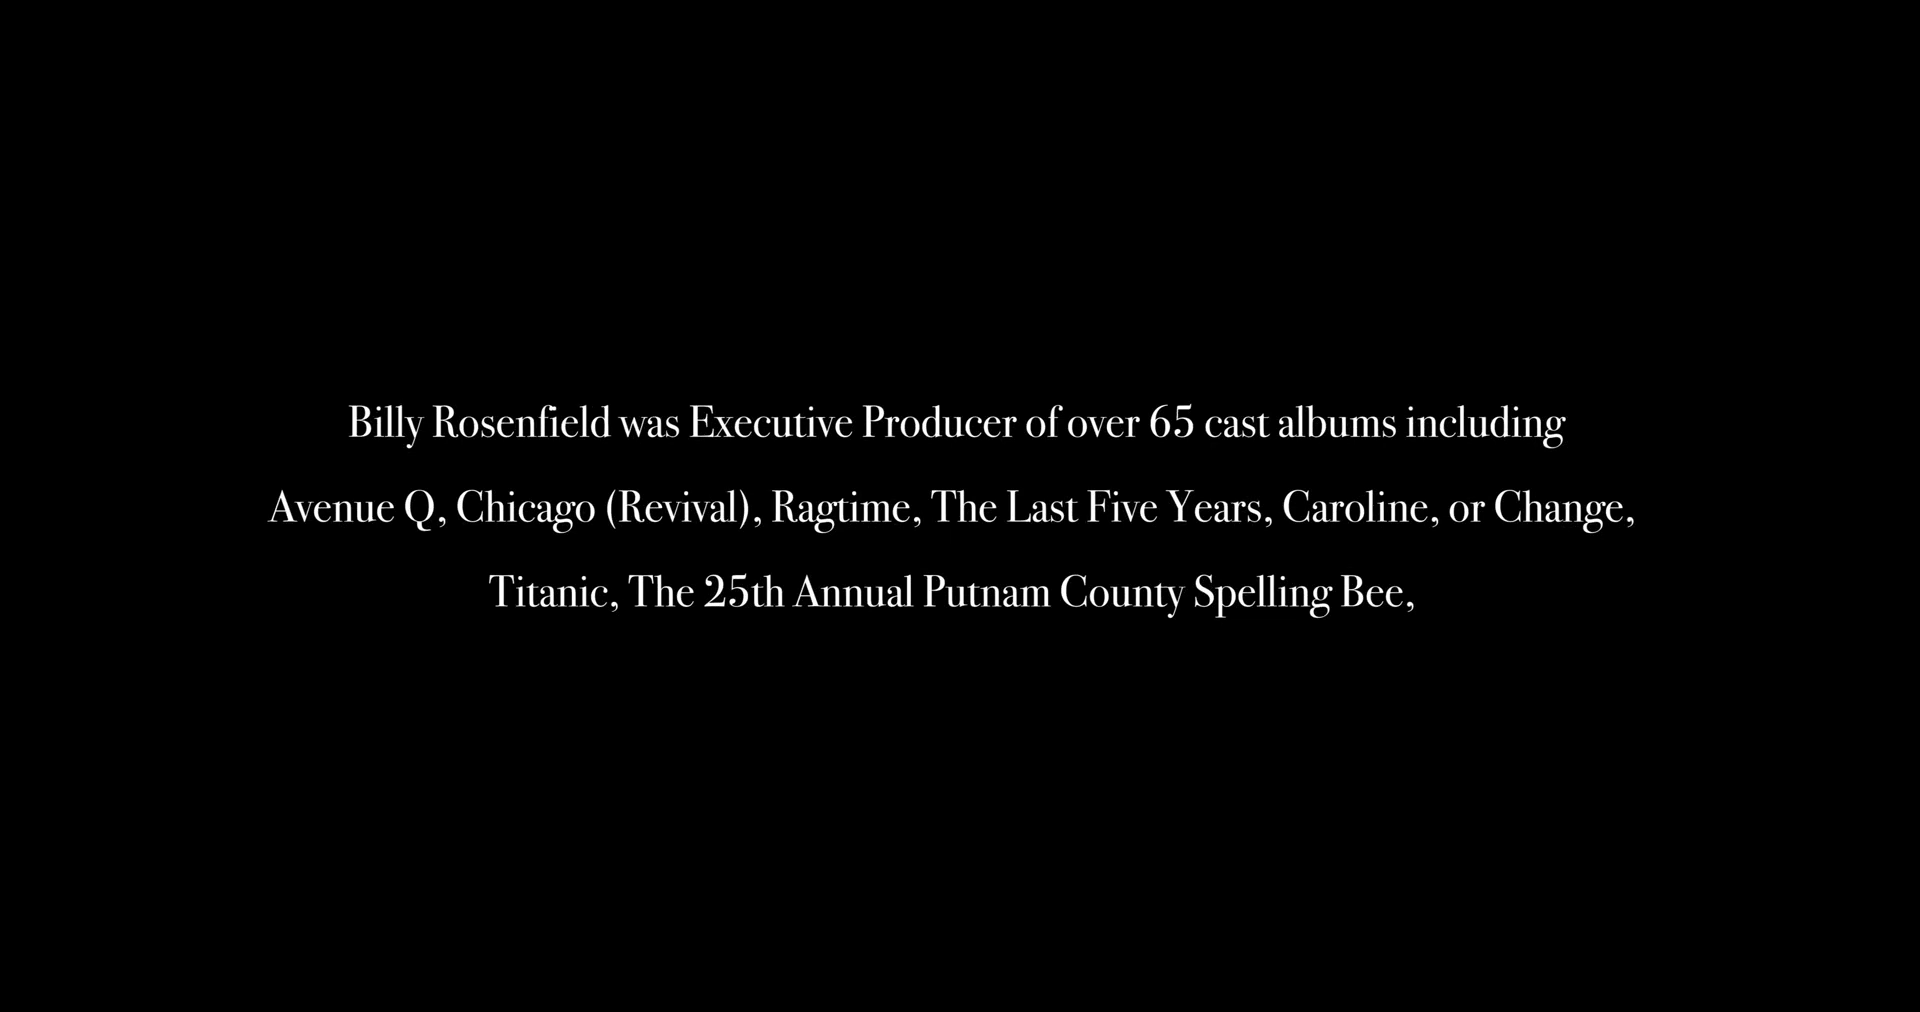 Billy Rosenfield was Executive Producer of over 65 cast albums including
Avenue Q, Chicago (Revival), Ragtime, The Last Five Years, Caroline, or Change,
Titanic, The 25th Annual Putnam County Spelling Bee,